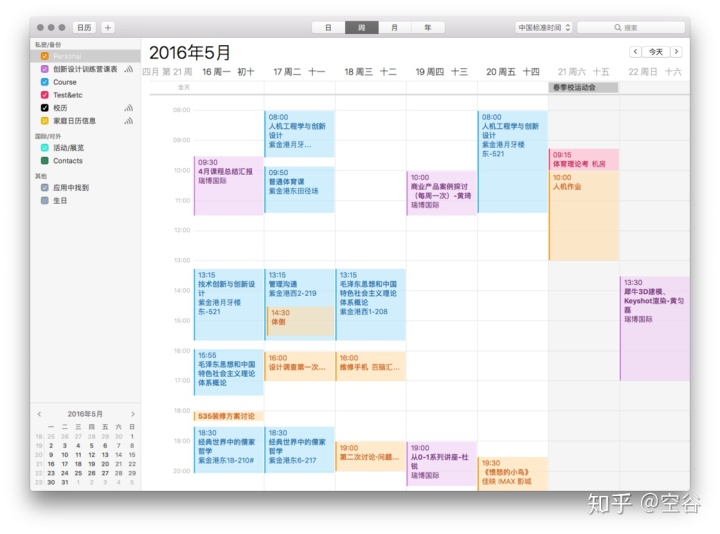 日历
日
周
月
年
中国标准时间
搜索
私密/备份
Personal
创新设计训练营课表
Course
Test&etc
校历
家庭日历信息
国际/对外
活动/展览
Contacts
其他
应用中找到
生日
2016年5月
今天
四月 第 21 周
16 周一 初十
17 周二 十一
18 周三 十二
19 周四 十三
20 周五 十四
21 周六 十五
22 周日 十六
全天
春季校运动会
08:00
09:00
10:00
11:00
12:00
13:00
14:00
15:00
16:00
17:00
18:00
19:00
20:00
09:30
4月课程总结汇报
瑞博国际
13:15
技术创新与创新设
计
紫金港月牙楼
东-521
15:55
毛泽东思想和中国
特色社会主义理论
体系概论
535装修方案讨论
18:30
经典世界中的儒家
哲学
紫金港东1B-210#
08:00
人机工程学与创新
设计
紫金港月牙…
09:50
普通体育课
紫金港东田径场
13:15
管理沟通
紫金港西2-219
14:30
体侧
16:00
设计调查第一次…
18:30
经典世界中的儒家
哲学
紫金港东6-217
13:15
毛泽东思想和中国
特色社会主义理论
体系概论
紫金港西1-208
16:00
维修手机 百脑汇…
19:00
第二次讨论-问题…
10:00
商业产品案例探讨
（每周一次）-黄琦
瑞博国际
19:00
从0-1系列讲座-杜
锐
瑞博国际
08:00
人机工程学与创新
设计
紫金港月牙楼
东-521
19:30
《愤怒的小鸟》
佳映 IMAX 影城
09:15
体育理论考 机房
10:00
人机作业
13:30
犀牛3D建模、
Keyshot渲染-黄匀
磊
瑞博国际
2016年5月
一 二 三 四 五 六 日
18 25 26 27 28 29 30 1
19 2 3 4 5 6 7 8
20 9 10 11 12 13 14 15
21 16 17 18 19 20 21 22
22 23 24 25 26 27 28 29
23 30 31 1 2 3 4 5
知乎 @空谷